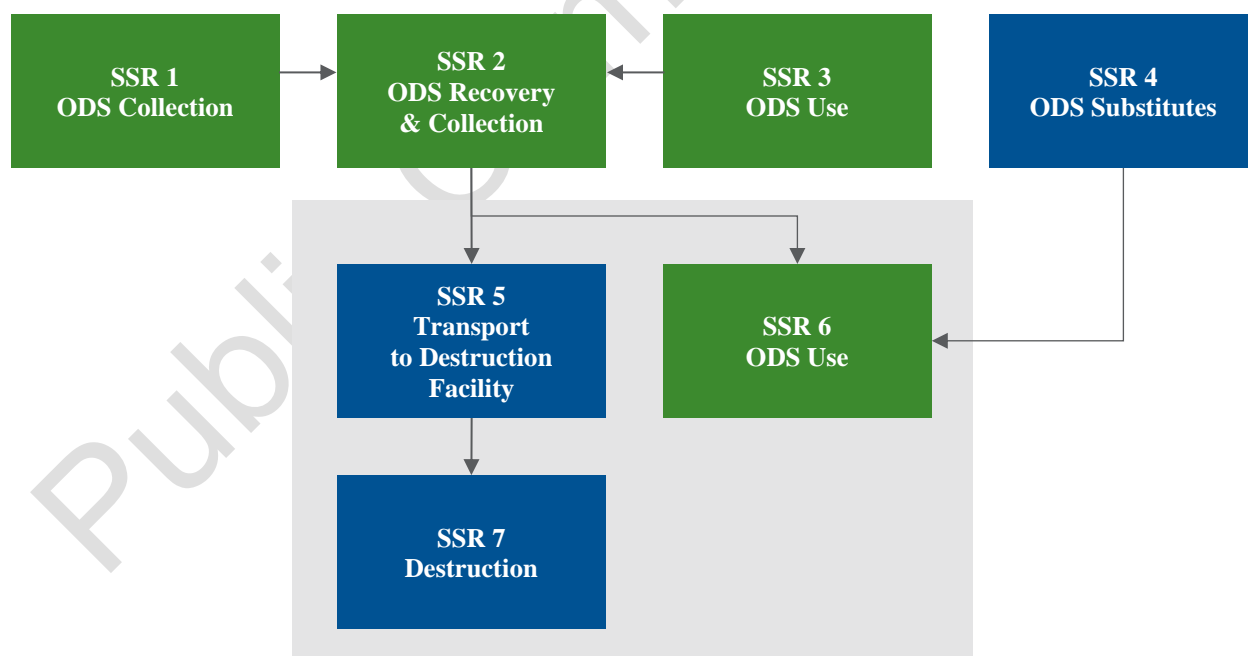 SSR 1
ODS Collection
SSR 2
ODS Recovery
& Collection
SSR 3
ODS Use
SSR 4
ODS Substitutes
SSR 5
Transport
to Destruction
Facility
SSR 6
ODS Use
SSR 7
Destruction